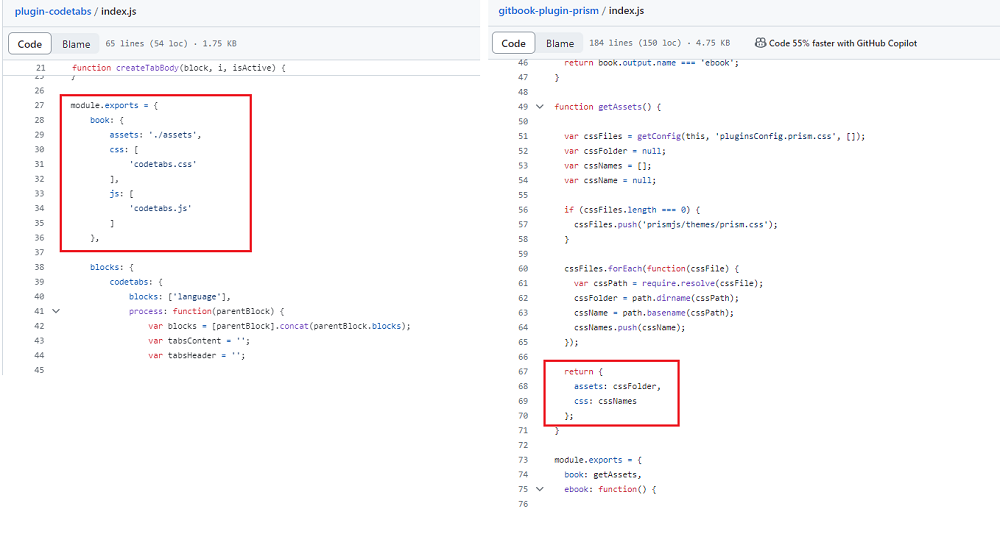 plugin-codetabs / index.js
Code Blame 65 lines (54 loc) · 1.75 KB
21 function createTabBody(block, i, isActive) {
25 }
26
27 module.exports = {
28 book: {
29 assets: './assets',
30 css: [
31 'codetabs.css'
32 ],
33 js: [
34 'codetabs.js'
35 ]
36 },
37
38 blocks: {
39 codetabs: {
40 blocks: ['language'],
41 process: function(parentBlock) {
42 var blocks = [parentBlock].concat(parentBlock.blocks);
43 var tabsContent = '';
44 var tabsHeader = '';
45
gitbook-plugin-prism / index.js
Code Blame 184 lines (150 loc) · 4.75 KB Code 55% faster with GitHub Copilot
46 return book.output.name === 'ebook';
47 }
48
49 function getAssets() {
50
51 var cssFiles = getConfig(this, 'pluginsConfig.prism.css', []);
52 var cssFolder = null;
53 var cssNames = [];
54 var cssName = null;
55
56 if (cssFiles.length === 0) {
57 cssFiles.push('prismjs/themes/prism.css');
58 }
59
60 cssFiles.forEach(function(cssFile) {
61 var cssPath = require.resolve(cssFile);
62 cssFolder = path.dirname(cssPath);
63 cssName = path.basename(cssPath);
64 cssNames.push(cssName);
65 });
66
67 return {
68 assets: cssFolder,
69 css: cssNames
70 };
71 }
72
73 module.exports = {
74 book: getAssets,
75 ebook: function() {
76